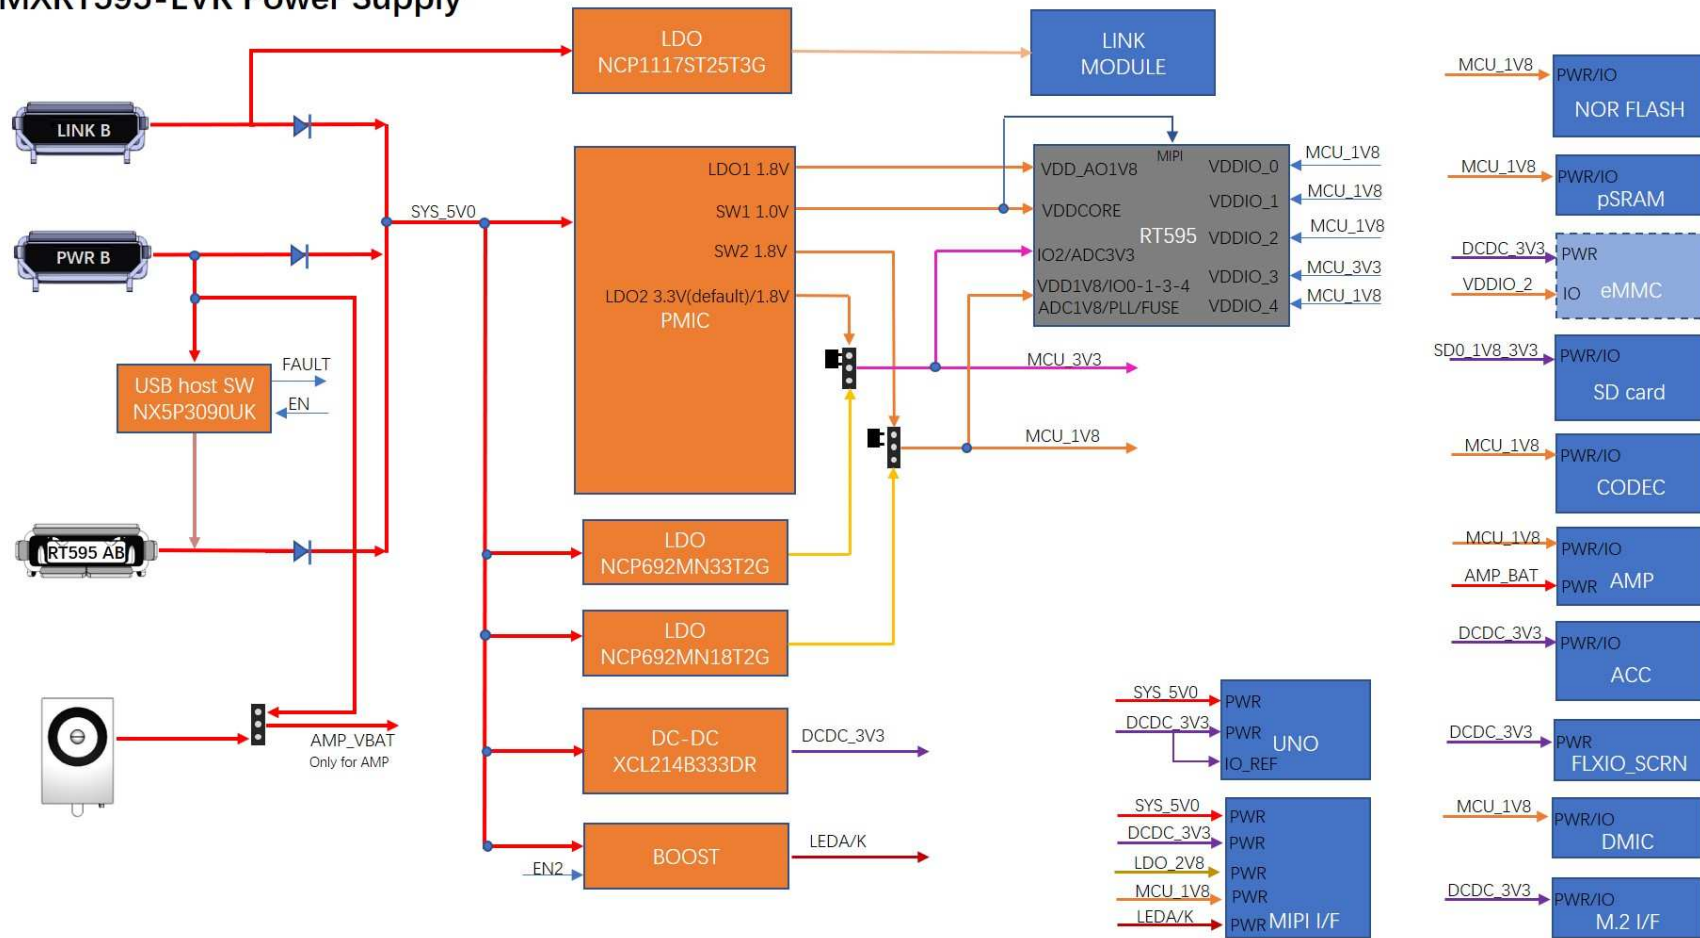 MXRT595-EVK Power Supply
LDO
NCP1117ST25T3G
LINK
MODULE
LINK B
PWR B
RT595 AB
SYS_5V0
USB host SW
NX5P3090UK
FAULT
EN
AMP_VBAT
Only for AMP
LDO1 1.8V
SW1 1.0V
SW2 1.8V
LDO2 3.3V(default)/1.8V
PMIC
LDO
NCP692MN33T2G
LDO
NCP692MN18T2G
DC-DC
XCL214B333DR
DCDC_3V3
BOOST
EN2
LEDA/K
MIPI
VDD_AO1V8
VDDCORE
RT595
IO2/ADC3V3
VDD1V8/IO0-1-3-4
ADC1V8/PLL/FUSE
VDDIO_0
MCU_1V8
VDDIO_1
MCU_1V8
VDDIO_2
MCU_1V8
VDDIO_3
MCU_3V3
VDDIO_4
MCU_1V8
MCU_3V3
MCU_1V8
SYS_5V0
PWR
DCDC_3V3
PWR
UNO
IO_REF
SYS_5V0
PWR
DCDC_3V3
PWR
LDO_2V8
PWR
MCU_1V8
PWR
LEDA/K
PWR
MIPI I/F
MCU_1V8
PWR/IO
NOR FLASH
MCU_1V8
PWR/IO
pSRAM
DCDC_3V3
PWR
VDDIO_2
IO
eMMC
SD0_1V8_3V3
PWR/IO
SD card
MCU_1V8
PWR/IO
CODEC
MCU_1V8
PWR/IO
AMP_BAT
PWR
AMP
DCDC_3V3
PWR/IO
ACC
DCDC_3V3
PWR
FLXIO_SCRN
MCU_1V8
PWR/IO
DMIC
DCDC_3V3
PWR/IO
M.2 I/F